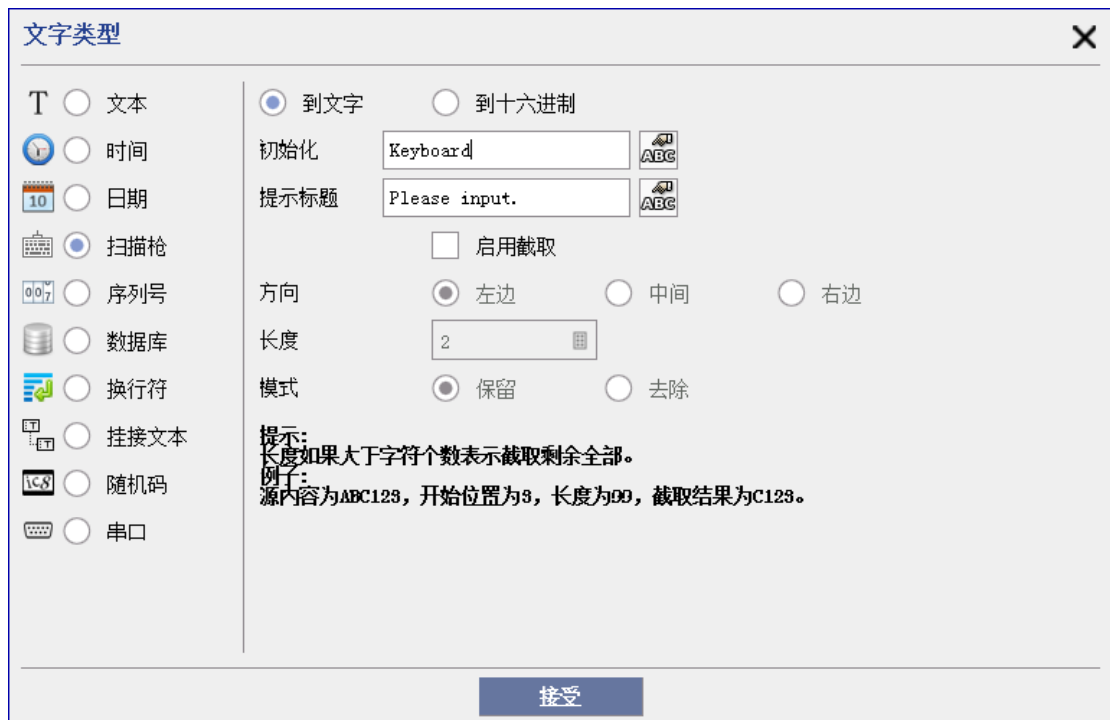 文字类型
T 文本
时间
10 日期
扫描枪
007 序列号
数据库
换行符
挂接文本
随机码
串口
到文字 到十六进制
初始化 Keyboard ABC
提示标题 Please input. ABC
启用截取
方向 左边 中间 右边
长度 2
模式 保留 去除
提示:
长度如果大于字符个数表示截取剩余全部。
例子:
源内容为ABC123，开始位置为3，长度为99，截取结果为C123。
接受